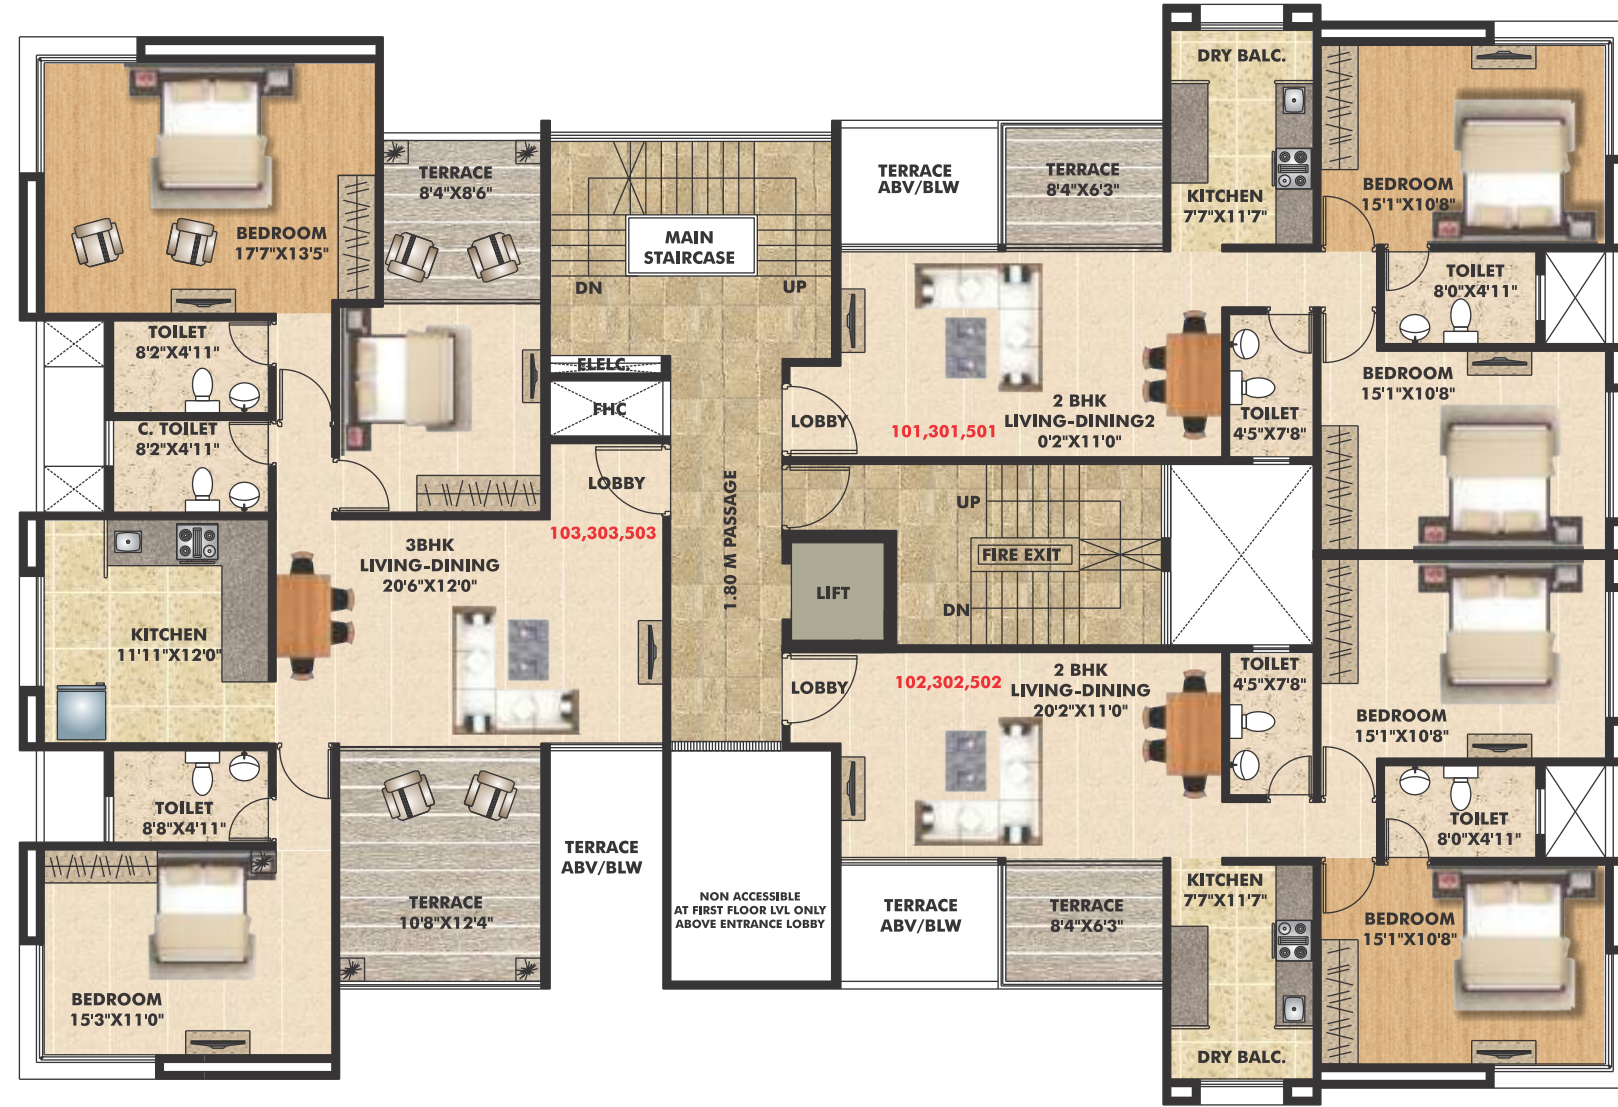 DRY BALC.
TERRACE
8'4"X8'6"
TERRACE
ABV/BLW
TERRACE
8'4"X6'3"
KITCHEN
7'7"X11'7"
BEDROOM
15'1"X10'8"
BEDROOM
17'7"X13'5"
MAIN
STAIRCASE
DN
UP
TOILET
8'0"X4'11"
TOILET
8'2"X4'11"
ELELC.
FHC
BEDROOM
15'1"X10'8"
C. TOILET
8'2"X4'11"
LOBBY
101,301,501
2 BHK
LIVING-DINING2
0'2"X11'0"
TOILET
4'5"X7'8"
LOBBY
103,303,503
1.80 M PASSAGE
UP
FIRE EXIT
DN
LIFT
3BHK
LIVING-DINING
20'6"X12'0"
KITCHEN
11'11"X12'0"
LOBBY
102,302,502
2 BHK
LIVING-DINING
20'2"X11'0"
TOILET
4'5"X7'8"
BEDROOM
15'1"X10'8"
TOILET
8'8"X4'11"
TOILET
8'0"X4'11"
TERRACE
ABV/BLW
TERRACE
10'8"X12'4"
NON ACCESSIBLE
AT FIRST FLOOR LVL ONLY
ABOVE ENTRANCE LOBBY
TERRACE
ABV/BLW
TERRACE
8'4"X6'3"
KITCHEN
7'7"X11'7"
BEDROOM
15'1"X10'8"
BEDROOM
15'3"X11'0"
DRY BALC.